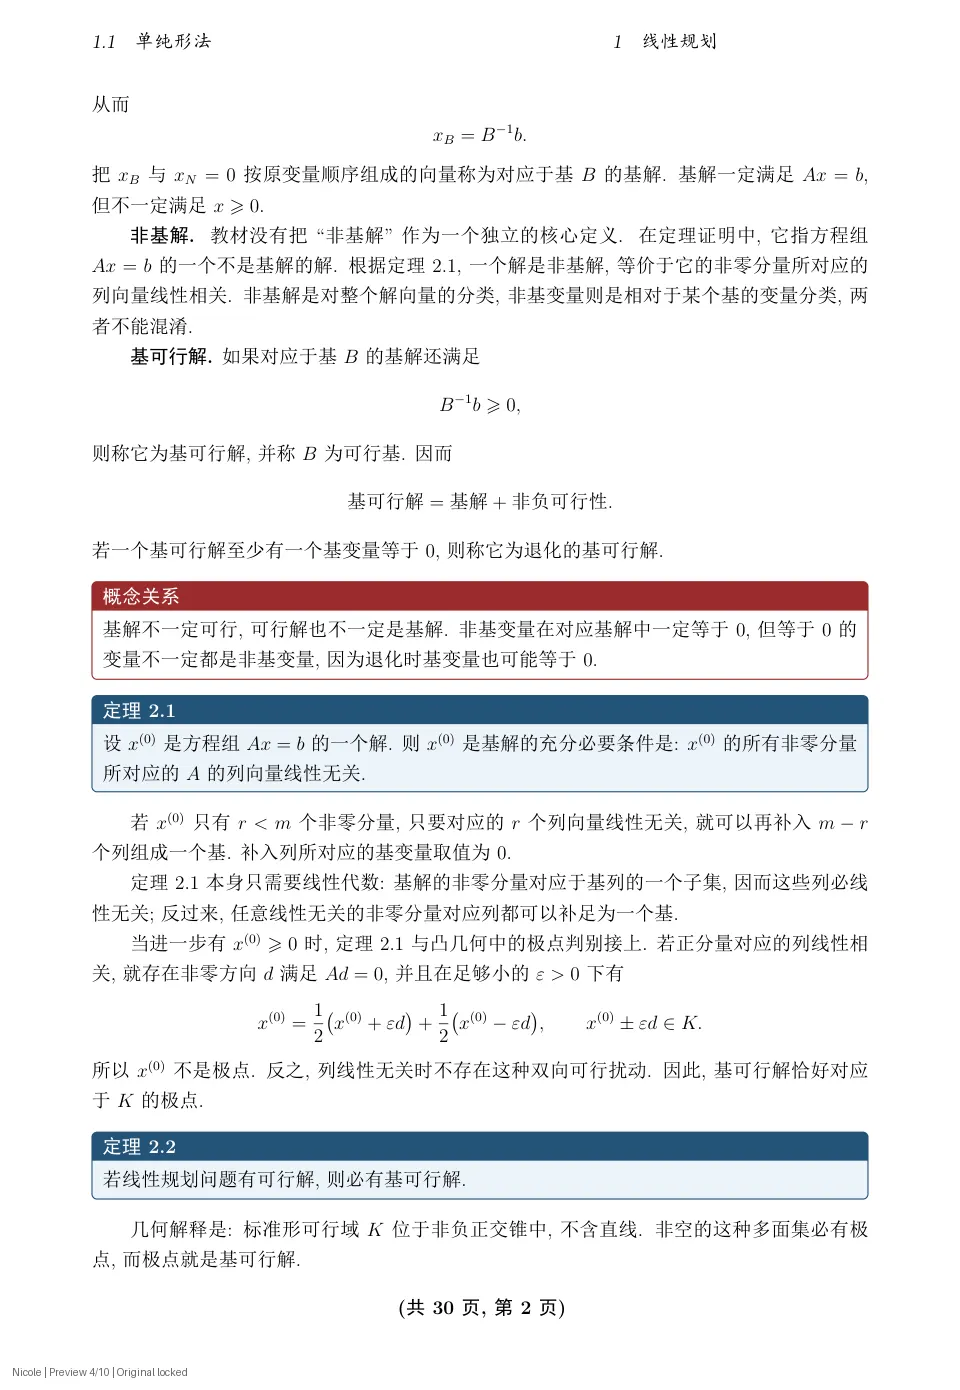 1.1 单纯形法 1 线性规划
从而
x_B = B^{-1}b.
把 x_B 与 x_N = 0 按原变量顺序组成的向量称为对应于基 B 的基解. 基解一定满足 Ax = b,
但不一定满足 x ⩾ 0.
非基解. 教材没有把 “非基解” 作为一个独立的核心定义. 在定理证明中, 它指方程组
Ax = b 的一个不是基解的解. 根据定理 2.1, 一个解是非基解, 等价于它的非零分量所对应的
列向量线性相关. 非基解是对整个解向量的分类, 非基变量则是相对于某个基的变量分类, 两
者不能混淆.
基可行解. 如果对应于基 B 的基解还满足
B^{-1}b ⩾ 0,
则称它为基可行解, 并称 B 为可行基. 因而
基可行解 = 基解 + 非负可行性.
若一个基可行解至少有一个基变量等于 0, 则称它为退化的基可行解.
概念关系
基解不一定可行, 可行解也不一定是基解. 非基变量在对应基解中一定等于 0, 但等于 0 的
变量不一定都是非基变量, 因为退化时基变量也可能等于 0.
定理 2.1
设 x^{(0)} 是方程组 Ax = b 的一个解. 则 x^{(0)} 是基解的充分必要条件是: x^{(0)} 的所有非零分量
所对应的 A 的列向量线性无关.
若 x^{(0)} 只有 r < m 个非零分量, 只要对应的 r 个列向量线性无关, 就可以再补入 m − r
个列组成一个基. 补入列所对应的基变量取值为 0.
定理 2.1 本身只需要线性代数: 基解的非零分量对应于基列的一个子集, 因而这些列必线
性无关; 反过来, 任意线性无关的非零分量对应列都可以补足为一个基.
当进一步有 x^{(0)} ⩾ 0 时, 定理 2.1 与凸几何中的极点判别接上. 若正分量对应的列线性相
关, 就存在非零方向 d 满足 Ad = 0, 并且在足够小的 ε > 0 下有
x^{(0)} = \frac{1}{2}(x^{(0)} + εd) + \frac{1}{2}(x^{(0)} − εd), x^{(0)} ± εd ∈ K.
所以 x^{(0)} 不是极点. 反之, 列线性无关时不存在这种双向可行扰动. 因此, 基可行解恰好对应
于 K 的极点.
定理 2.2
若线性规划问题有可行解, 则必有基可行解.
几何解释是: 标准形可行域 K 位于非负正交锥中, 不含直线. 非空的这种多面集必有极
点, 而极点就是基可行解.
(共 30 页, 第 2 页)
Nicole | Preview 4/10 | Original locked